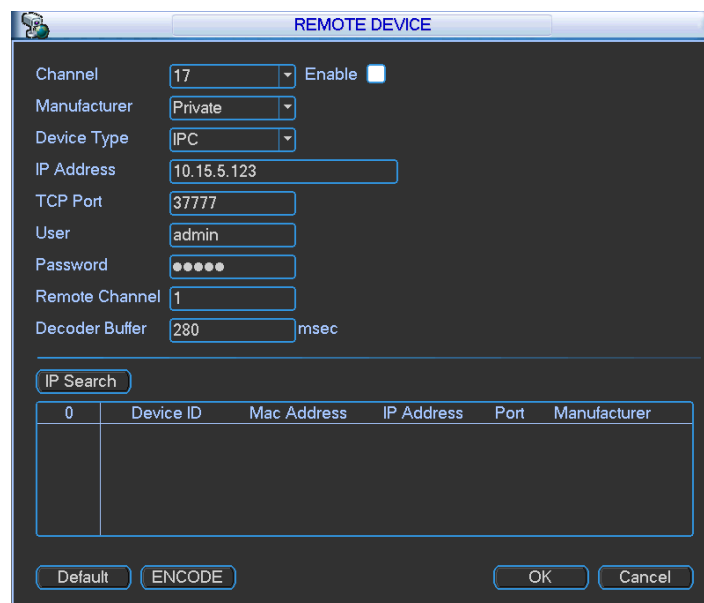 REMOTE DEVICE
Channel 17 Enable
Manufacturer Private
Device Type IPC
IP Address 10.15.5.123
TCP Port 37777
User admin
Password ●●●●●
Remote Channel 1
Decoder Buffer 280 msec
IP Search
0 Device ID Mac Address IP Address Port Manufacturer
Default ENCODE OK Cancel